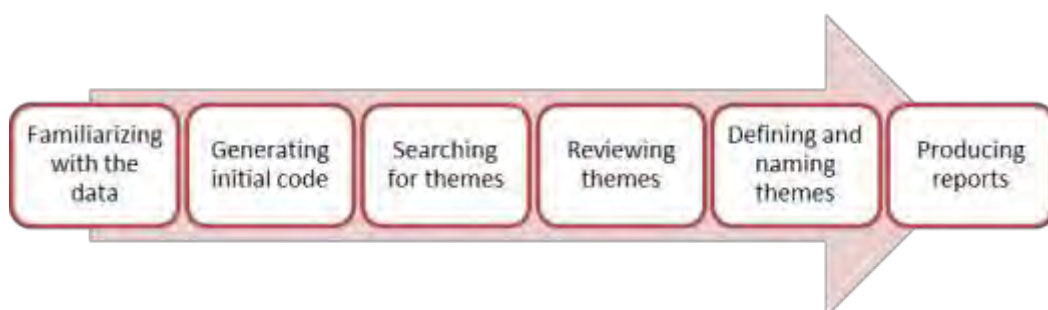 Familiarizing
with the
data
Generating
initial code
Searching
for themes
Reviewing
themes
Defining and
naming
themes
Producing
reports